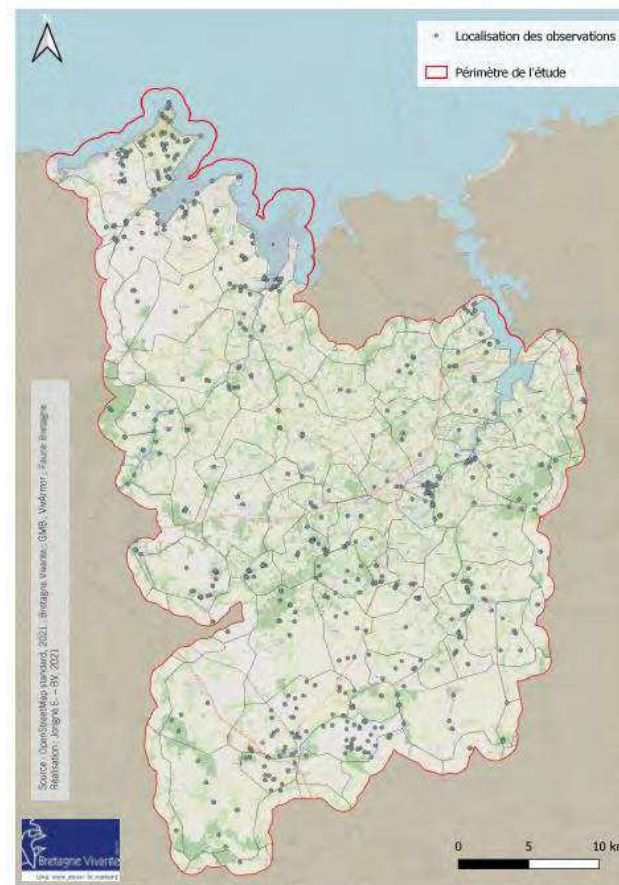 Localisation des observations
Périmètre de l'étude
Source : OpenStreetMap standard, 2021 ; Bretagne Vivante ; GMB ; VivArmor ; Faune Bretagne
Réalisation : Jorigné E. – BV, 2021
Bretagne Vivante
0 5 10 km